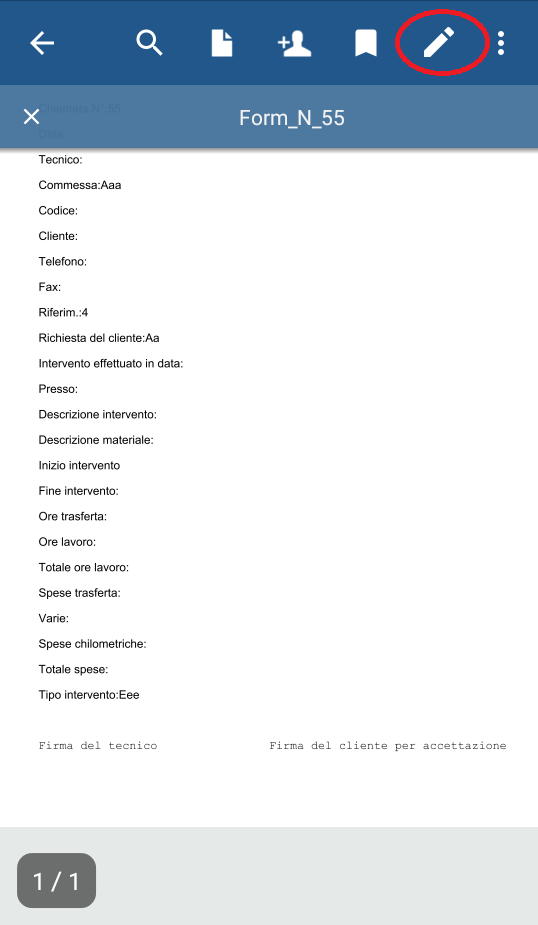 Chiamata N°:55
Form_N_55
Data:
Tecnico:
Commessa:Aaa
Codice:
Cliente:
Telefono:
Fax:
Riferim.:4
Richiesta del cliente:Aa
Intervento effettuato in data:
Presso:
Descrizione intervento:
Descrizione materiale:
Inizio intervento
Fine intervento:
Ore trasferta:
Ore lavoro:
Totale ore lavoro:
Spese trasferta:
Varie:
Spese chilometriche:
Totale spese:
Tipo intervento:Eee
Firma del tecnico Firma del cliente per accettazione
1 / 1